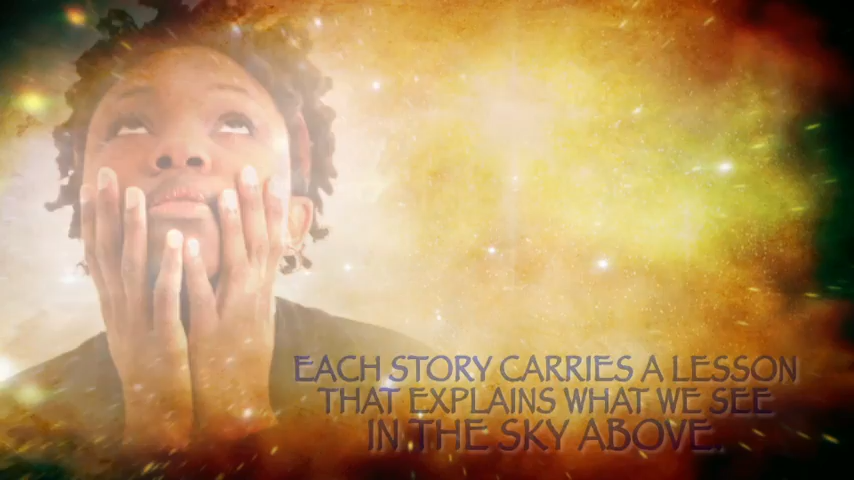 EACH STORY CARRIES A LESSON
THAT EXPLAINS WHAT WE SEE
IN THE SKY ABOVE.